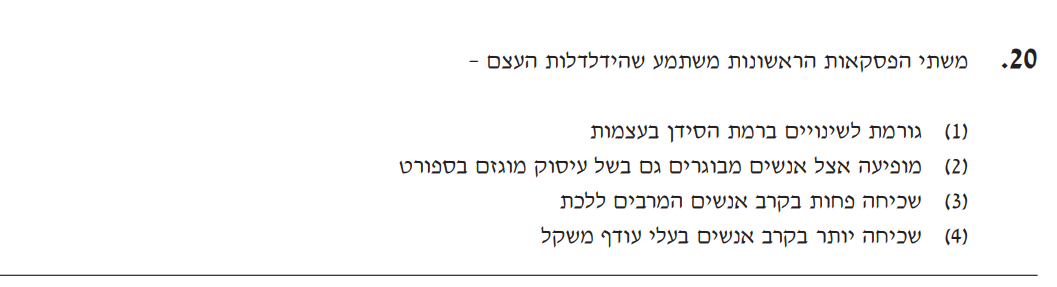 20. משתי הפסקאות הראשונות משתמע שהידלדלות העצם –
(1) גורמת לשינויים ברמת הסידן בעצמות
(2) מופיעה אצל אנשים מבוגרים גם בשל עיסוק מוגזם בספורט
(3) שכיחה פחות בקרב אנשים המרבים ללכת
(4) שכיחה יותר בקרב אנשים בעלי עודף משקל